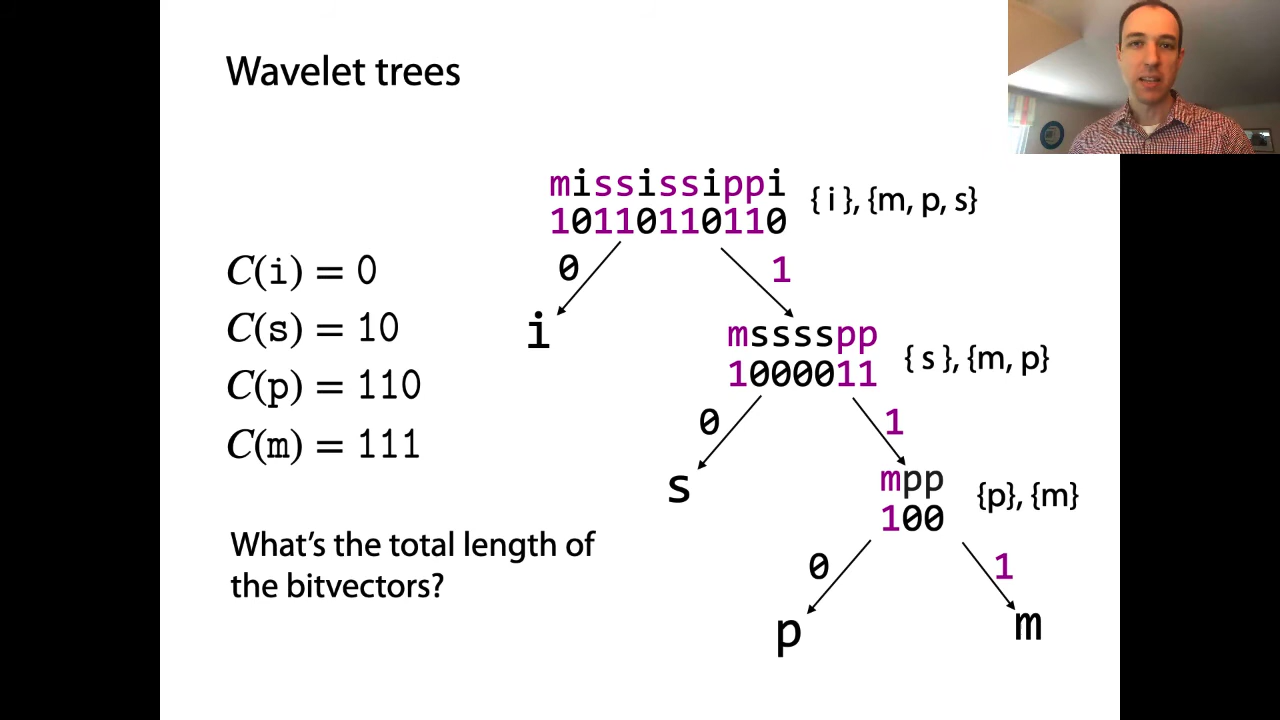 Wavelet trees
mississippi
10110110110
{ i }, {m, p, s}
0
1
C(i) = 0
C(s) = 10
C(p) = 110
C(m) = 111
i
msssspp
1000011
{ s }, {m, p}
0
1
s
mpp
100
{p}, {m}
What's the total length of
the bitvectors?
0
1
p
m